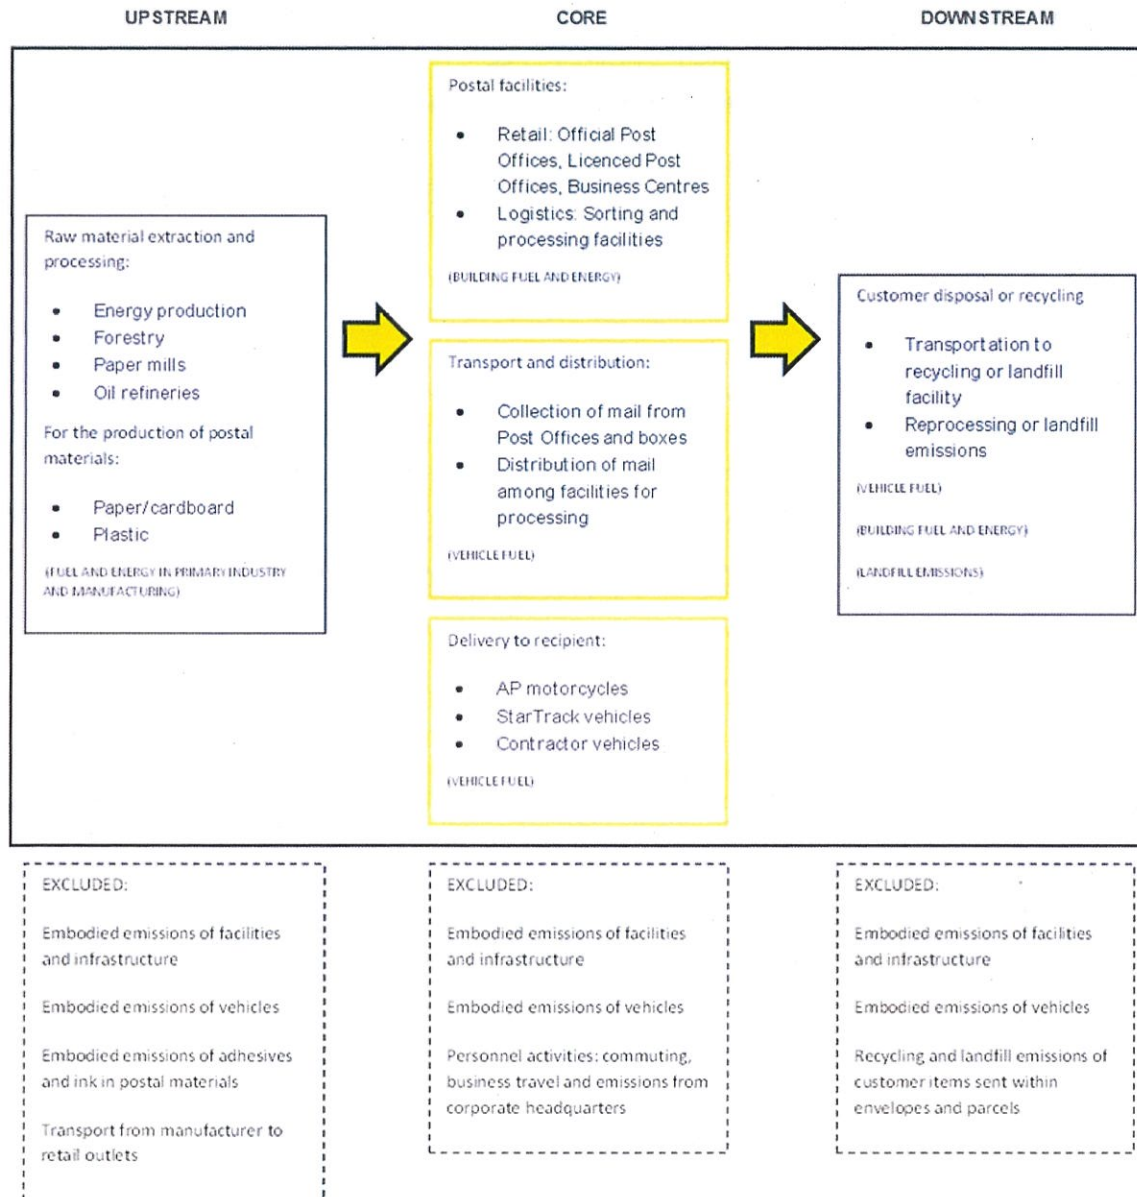 UPSTREAM
CORE
DOWNSTREAM
Raw material extraction and
processing:
• Energy production
• Forestry
• Paper mills
• Oil refineries
For the production of postal
materials:
• Paper/cardboard
• Plastic
(FUEL AND ENERGY IN PRIMARY INDUSTRY
AND MANUFACTURING)
Postal facilities:
• Retail: Official Post
Offices, Licenced Post
Offices, Business Centres
• Logistics: Sorting and
processing facilities
(BUILDING FUEL AND ENERGY)
Transport and distribution:
• Collection of mail from
Post Offices and boxes
• Distribution of mail
among facilities for
processing
(VEHICLE FUEL)
Delivery to recipient:
• AP motorcycles
• StarTrack vehicles
• Contractor vehicles
(VEHICLE FUEL)
Customer disposal or recycling
• Transportation to
recycling or landfill
facility
• Reprocessing or landfill
emissions
(VEHICLE FUEL)
(BUILDING FUEL AND ENERGY)
(LANDFILL EMISSIONS)
EXCLUDED:
Embodied emissions of facilities
and infrastructure
Embodied emissions of vehicles
Embodied emissions of adhesives
and ink in postal materials
Transport from manufacturer to
retail outlets
EXCLUDED:
Embodied emissions of facilities
and infrastructure
Embodied emissions of vehicles
Personnel activities: commuting,
business travel and emissions from
corporate headquarters
EXCLUDED:
Embodied emissions of facilities
and infrastructure
Embodied emissions of vehicles
Recycling and landfill emissions of
customer items sent within
envelopes and parcels